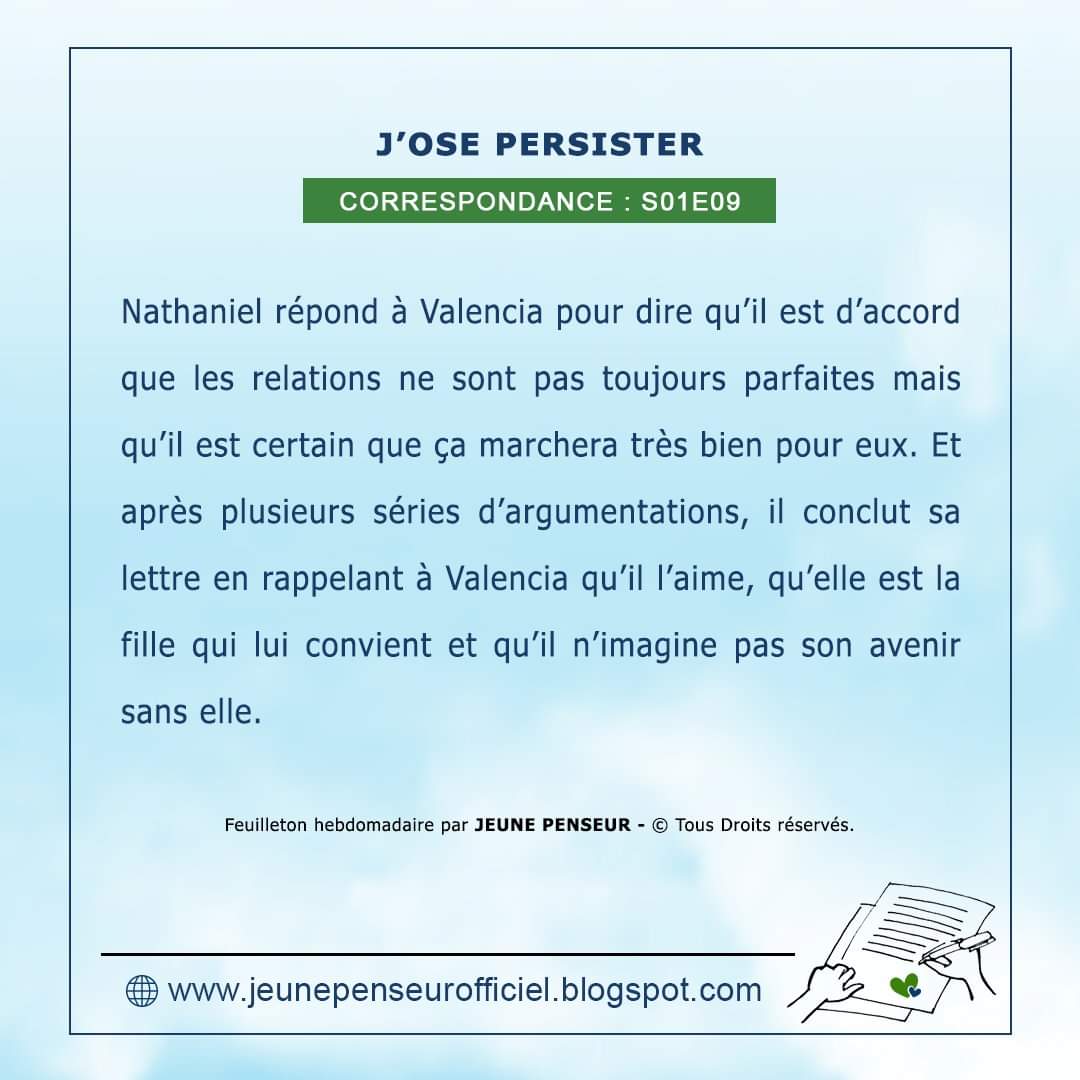 J’OSE PERSISTER
CORRESPONDANCE : S01E09
Nathaniel répond à Valencia pour dire qu’il est d’accord
que les relations ne sont pas toujours parfaites mais
qu’il est certain que ça marchera très bien pour eux. Et
après plusieurs séries d’argumentations, il conclut sa
lettre en rappelant à Valencia qu’il l’aime, qu’elle est la
fille qui lui convient et qu’il n’imagine pas son avenir
sans elle.
Feuilleton hebdomadaire par JEUNE PENSEUR - © Tous Droits réservés.
www.jeunepenseurofficiel.blogspot.com